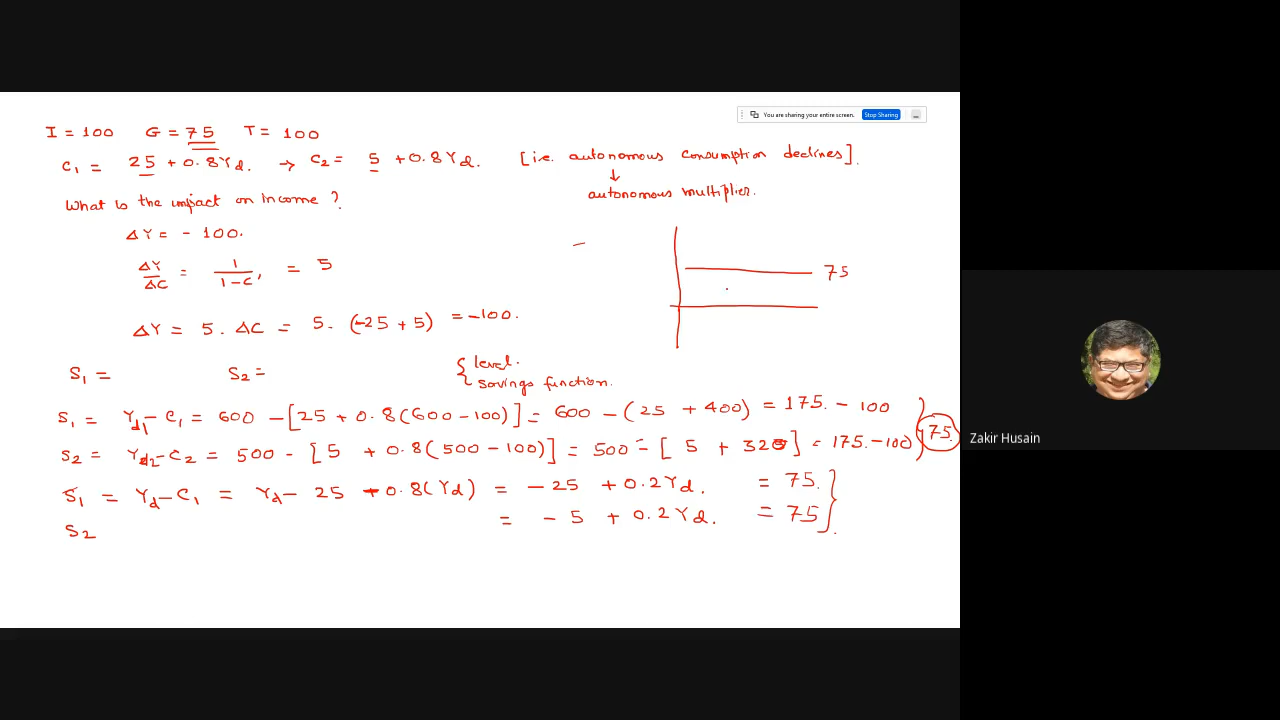 You are sharing your entire screen. Stop Sharing
I = 100 G = 75 T = 100
C₁ = 25 + 0.8Yd. → C₂ = 5 + 0.8Yd. [i.e. autonomous consumption declines].
↓
autonomous multiplier.
What is the impact on income?
ΔY = - 100.
ΔY/ΔC = 1/(1-c') = 5
75
ΔY = 5. ΔC = 5. (-25 + 5) = -100.
S₁ = S₂ = { level.
savings function.
S₁ = Yd₁ - C₁ = 600 - [25 + 0.8(600-100)] = 600 - (25 + 400) = 175. - 100
S₂ = Yd₂ - C₂ = 500 - [5 + 0.8(500-100)] = 500 - [5 + 320] = 175. - 100 } 75.
S₁ = Yd - C₁ = Yd - 25 - 0.8(Yd) = - 25 + 0.2Yd. = 75.
S₂ = - 5 + 0.2Yd. = 75 }
Zakir Husain